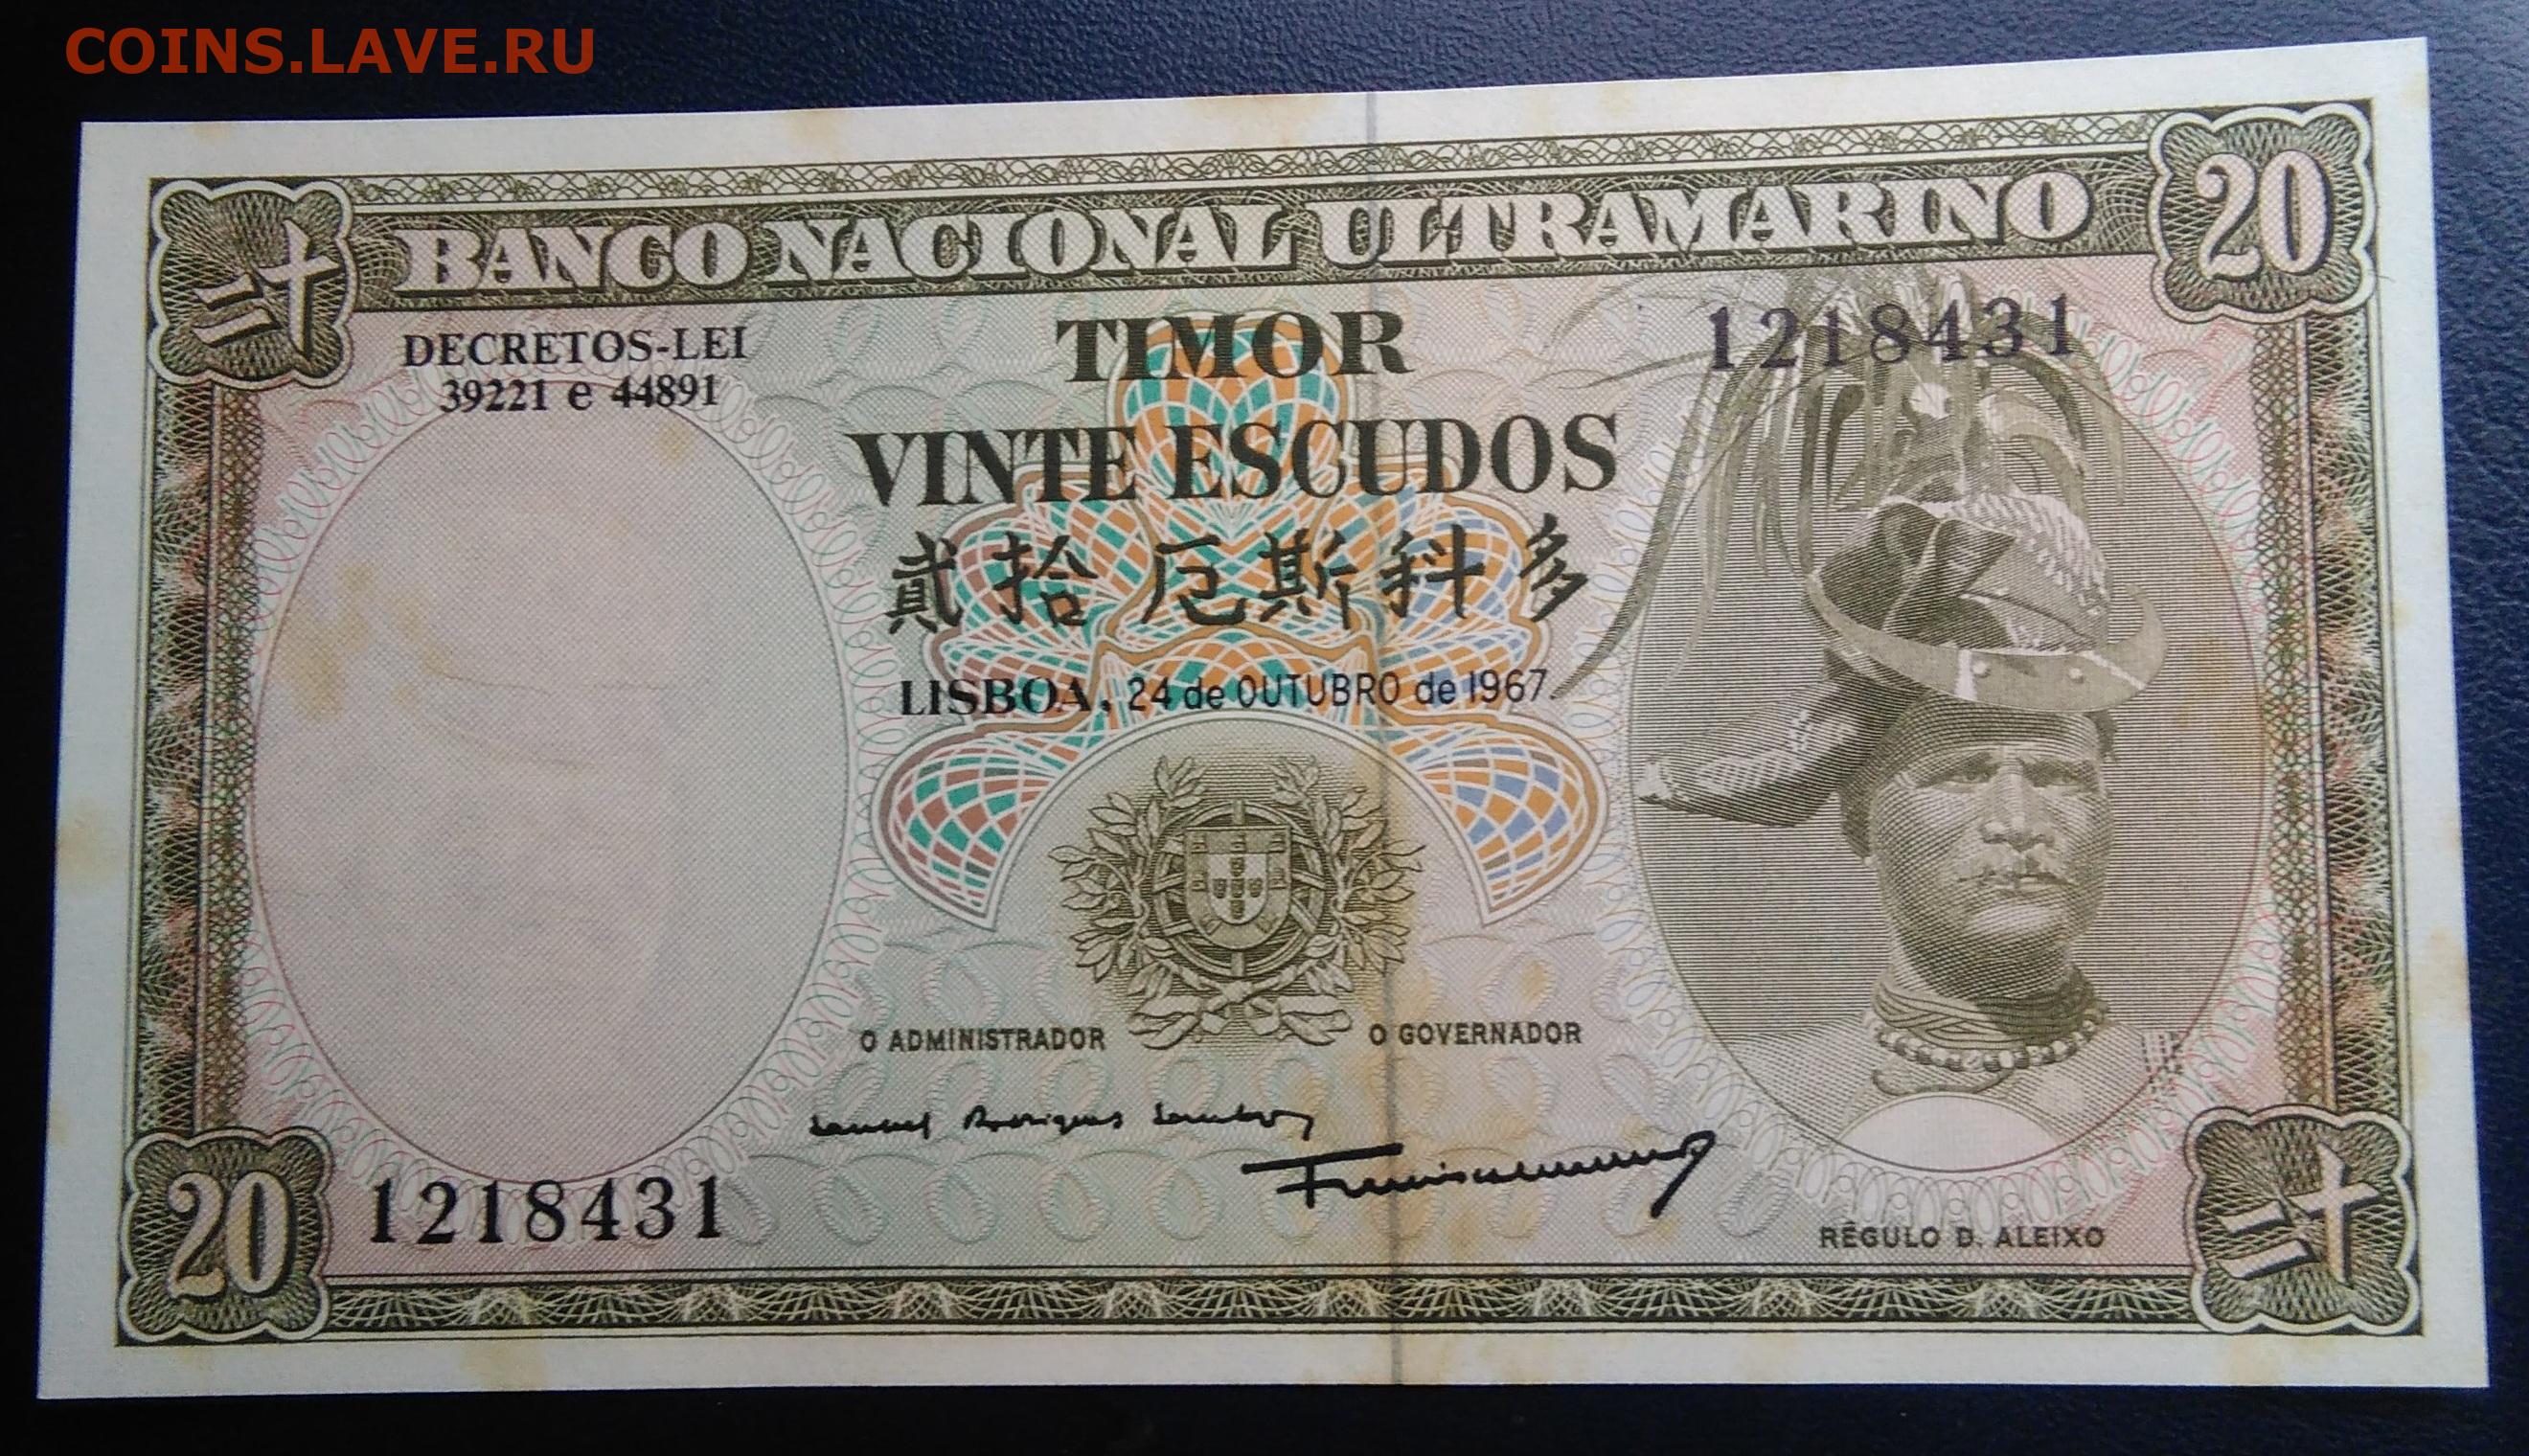 COINS.LAVE.RU
二十
BANCO NACIONAL ULTRAMARINO
20
DECRETOS-LEI
39221 e 44891
TIMOR
1218431
VINTE ESCUDOS
貳拾厄斯科多
LISBOA, 24 de OUTUBRO de 1967.
O ADMINISTRADOR
O GOVERNADOR
20
1218431
RÉGULO D. ALEIXO
二十